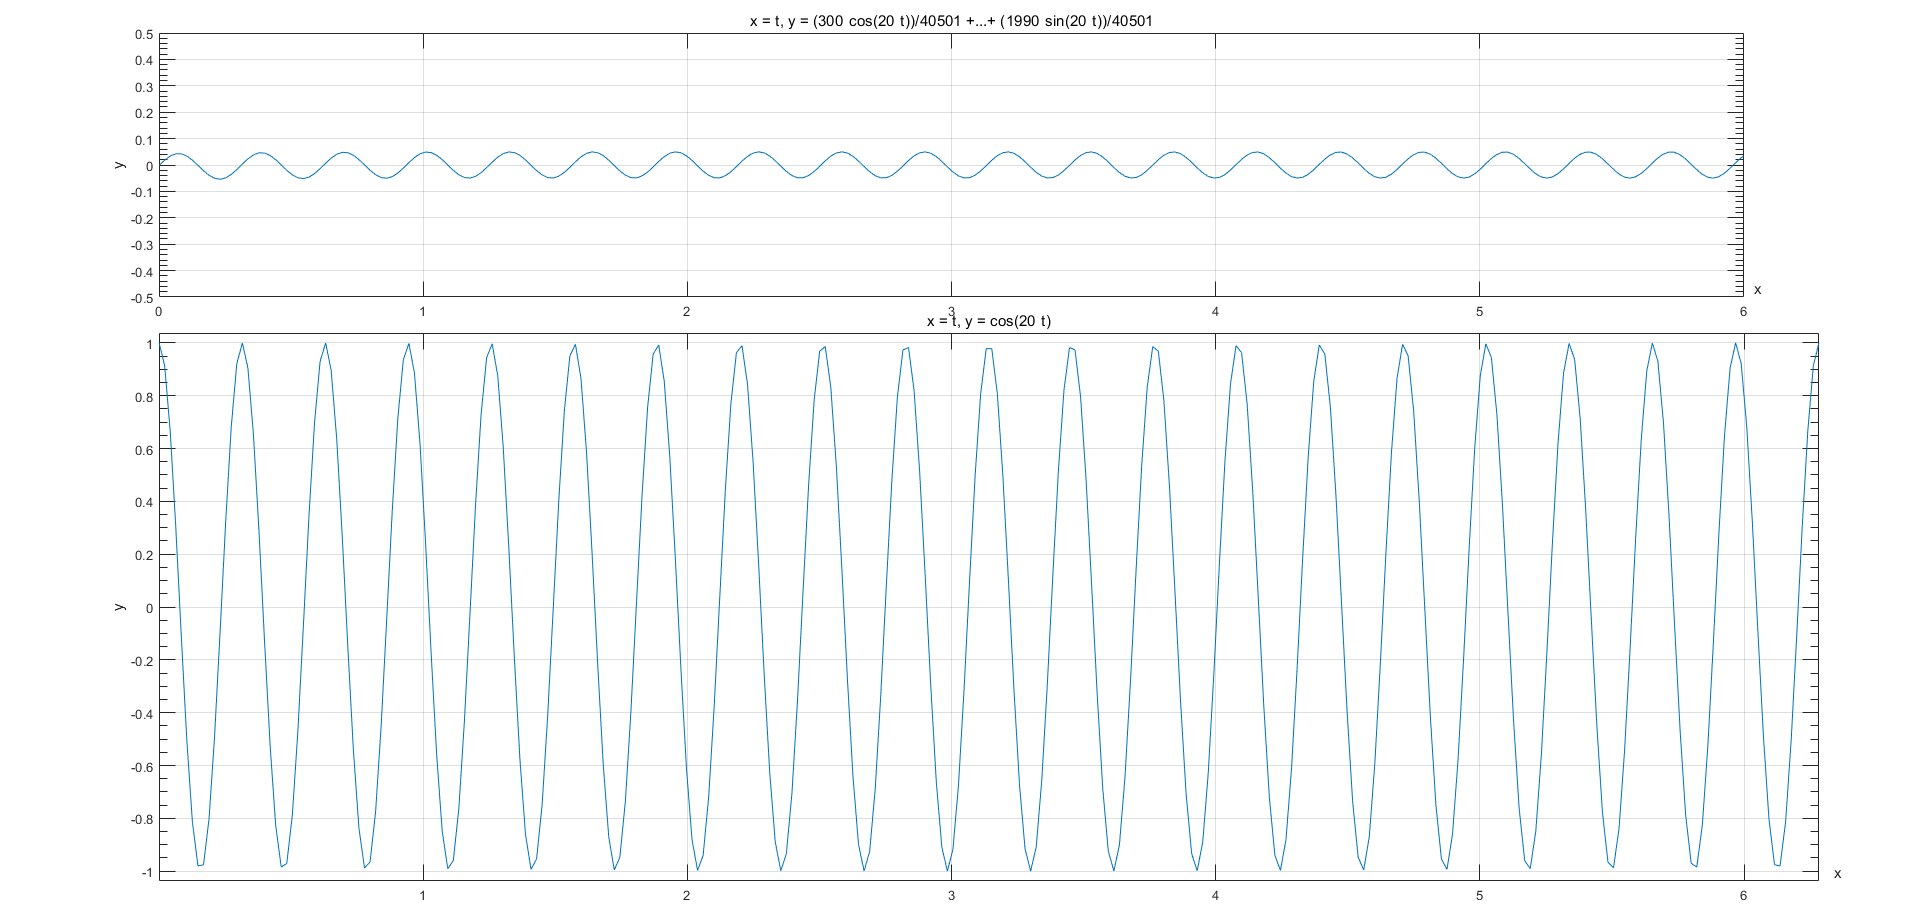 x = t, y = (300 cos(20 t))/40501 +...+ (1990 sin(20 t))/40501
0.5
0.4
0.3
0.2
0.1
0
-0.1
-0.2
-0.3
-0.4
-0.5
y
0 1 2 3 4 5 6
x
x = t, y = cos(20 t)
1
0.8
0.6
0.4
0.2
0
-0.2
-0.4
-0.6
-0.8
-1
y
1 2 3 4 5 6
x